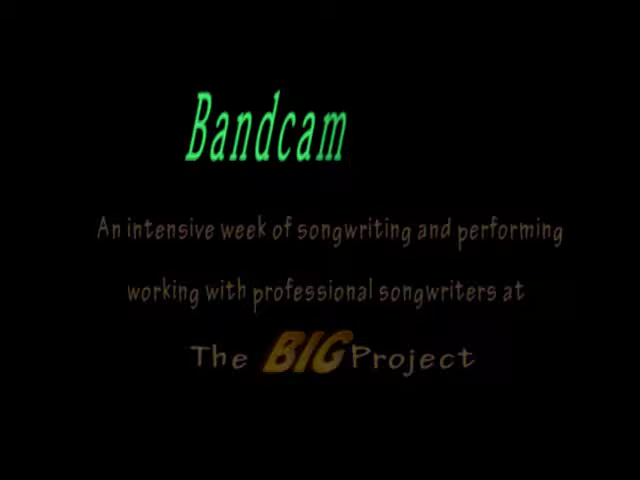 Bandcam
An intensive week of songwriting and performing
working with professional songwriters at
The BIG Project